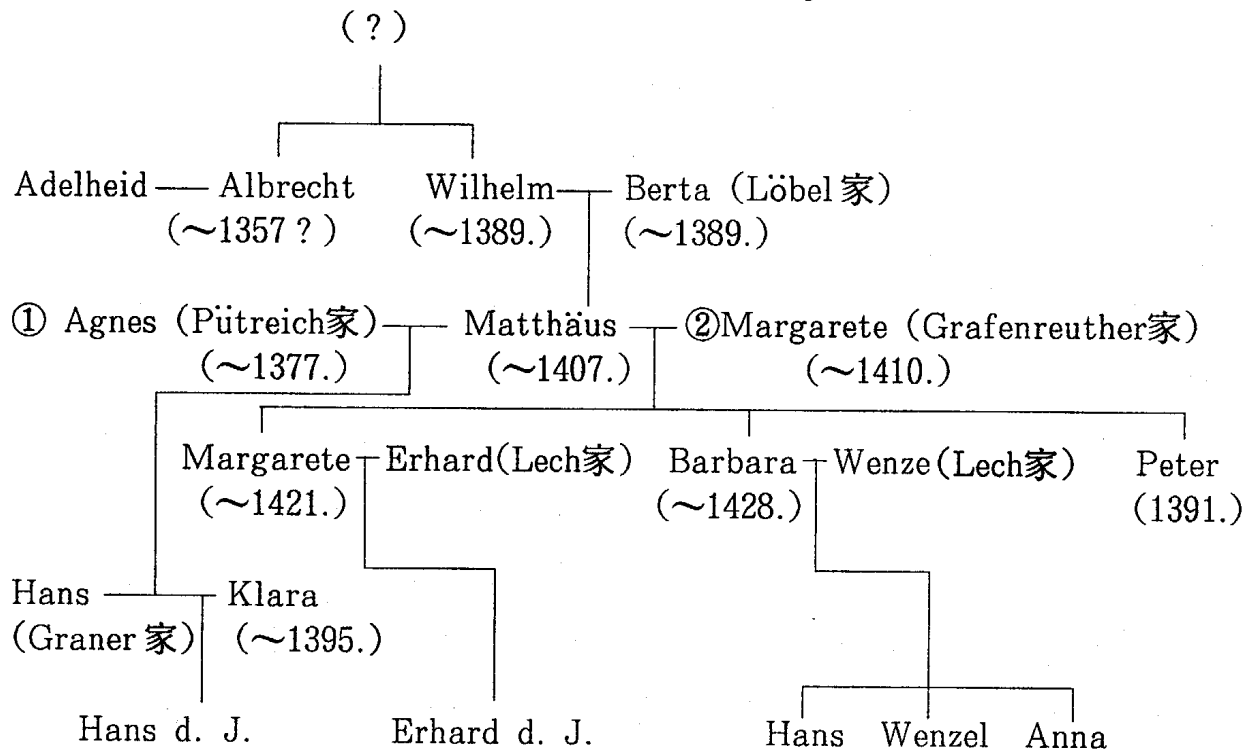 (?)
Adelheid Albrecht Wilhelm Berta (Löbel家)
(～1357?) (～1389.) (～1389.)
① Agnes (Pütreich家) Matthäus ②Margarete (Grafenreuther家)
(～1377.) (～1407.) (～1410.)
Margarete Erhard(Lech家) Barbara Wenze(Lech家) Peter
(～1421.) (～1428.) (1391.)
Hans Klara
(Graner家) (～1395.)
Hans d. J. Erhard d. J. Hans Wenzel Anna